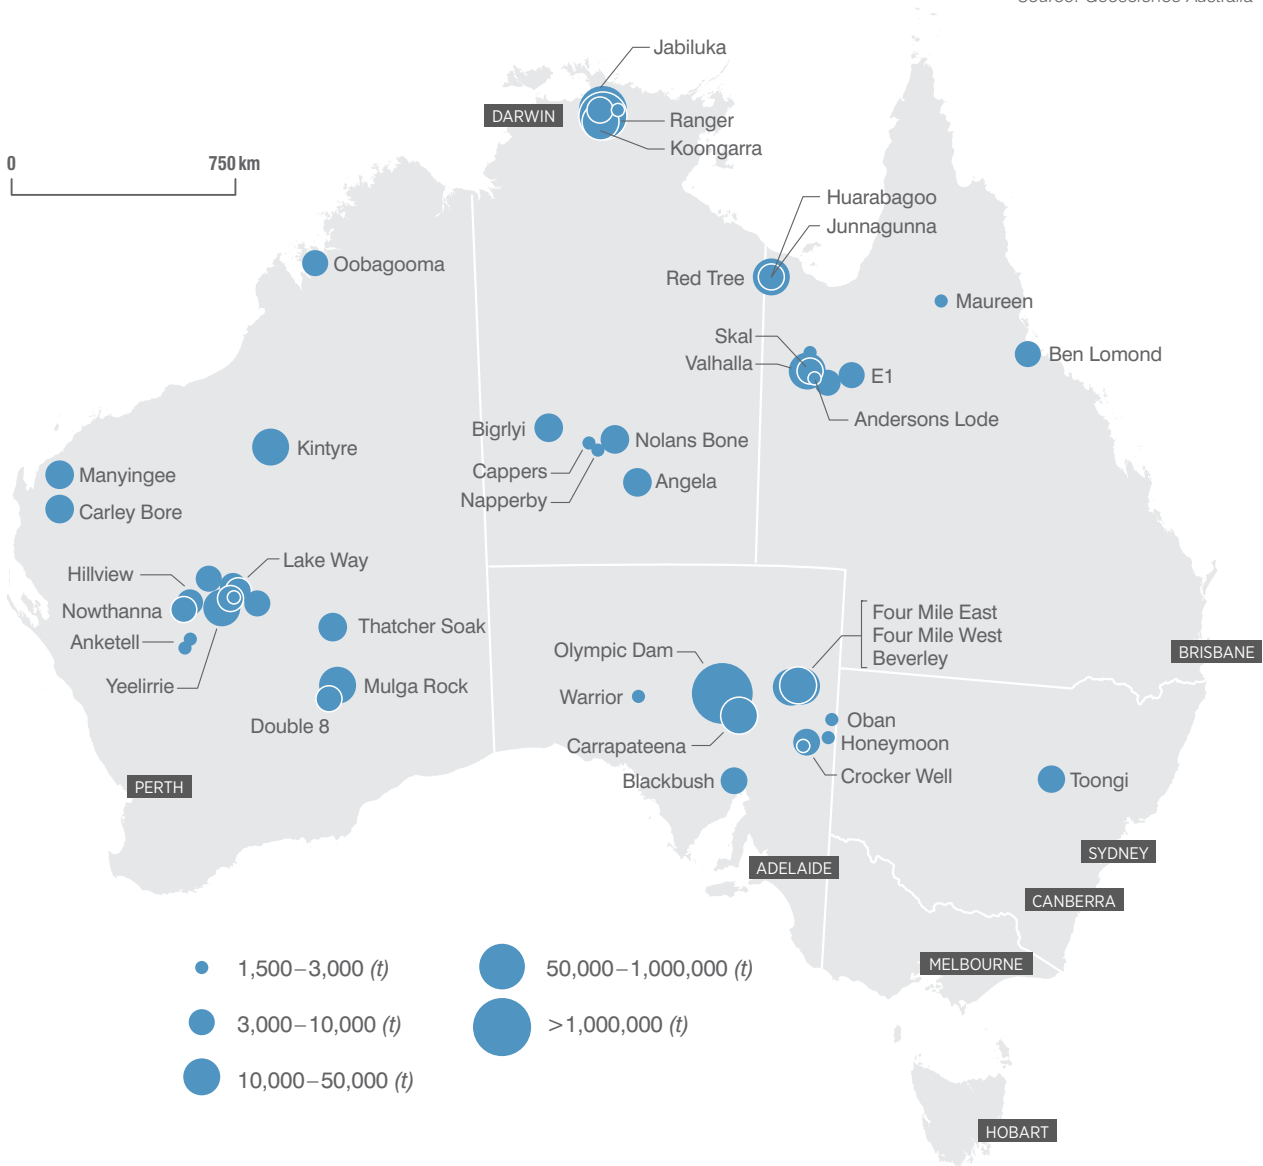 Source: Geoscience Australia
Jabiluka
DARWIN
Ranger
Koongarra
0 750 km
Huarabagoo
Junnagunna
Oobagooma
Red Tree
Maureen
Skal
Valhalla
Ben Lomond
E1
Andersons Lode
Bigrlyi
Nolans Bone
Kintyre
Cappers
Napperby
Angela
Manyingee
Carley Bore
Lake Way
Hillview
Nowthanna
Anketell
Yeelirrie
Thatcher Soak
Mulga Rock
Double 8
Four Mile East
Four Mile West
Beverley
Olympic Dam
Warrior
Carrapateena
Blackbush
Oban
Honeymoon
Crocker Well
Toongi
BRISBANE
PERTH
SYDNEY
ADELAIDE
CANBERRA
MELBOURNE
1,500–3,000 (t)
3,000–10,000 (t)
10,000–50,000 (t)
50,000–1,000,000 (t)
>1,000,000 (t)
HOBART